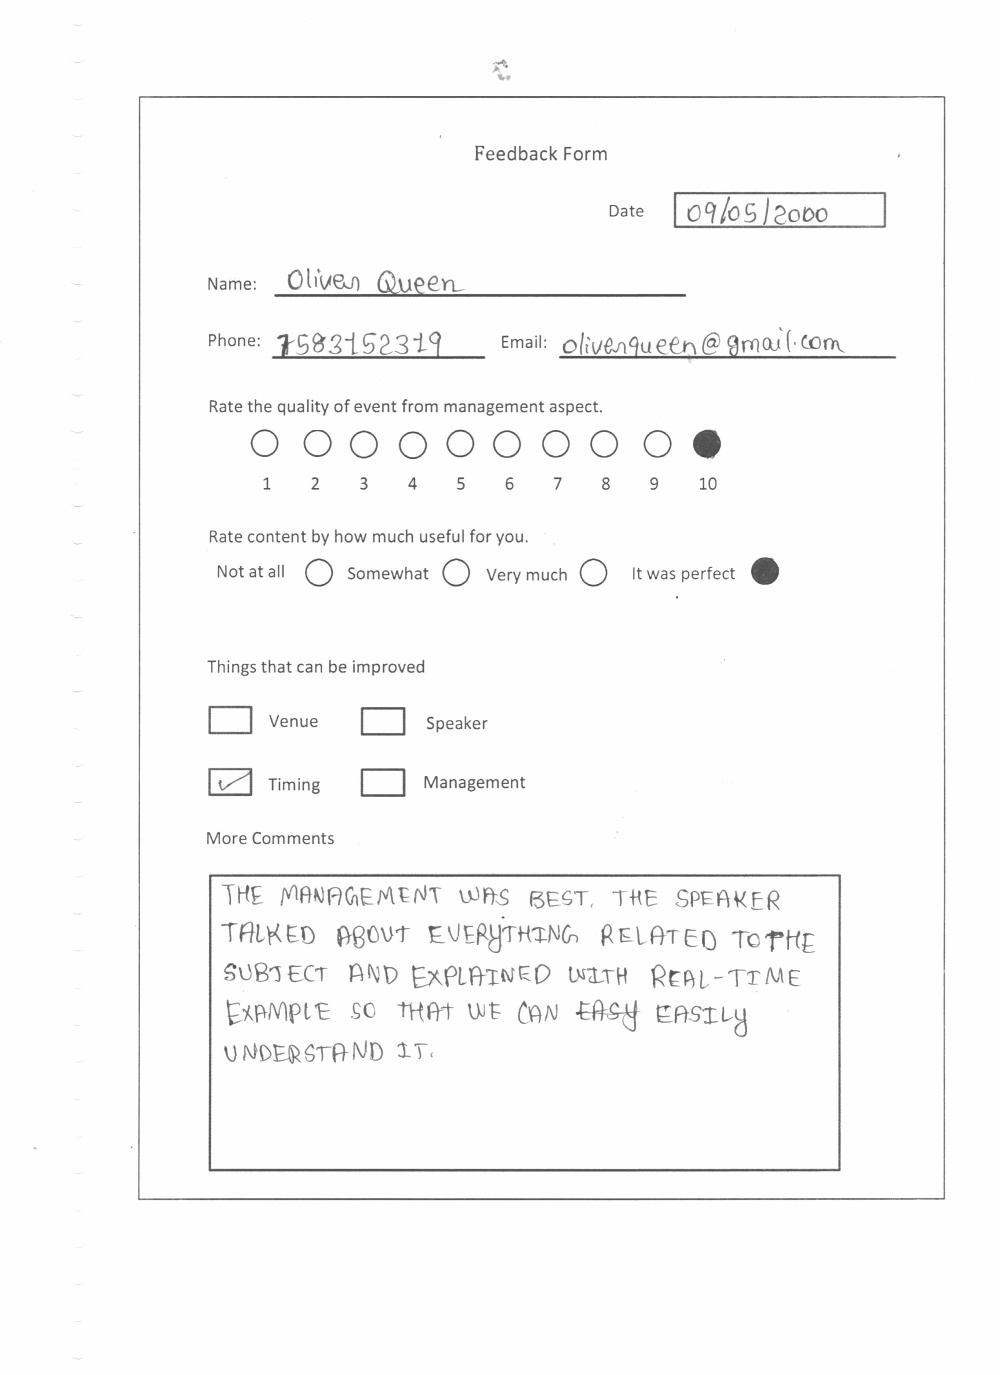 Feedback Form
Date 09/05/2000
Name: Oliver Queen
Phone: 7583152319 Email: oliverqueen@gmail.com
Rate the quality of event from management aspect.
1 2 3 4 5 6 7 8 9 10
Rate content by how much useful for you.
Not at all Somewhat Very much It was perfect
Things that can be improved
Venue Speaker
Timing Management
More Comments
THE MANAGEMENT WAS BEST. THE SPEAKER
TALKED ABOUT EVERYTHING RELATED TO THE
SUBJECT AND EXPLAINED WITH REAL-TIME
EXAMPLE SO THAT WE CAN EASY EASILY
UNDERSTAND IT.